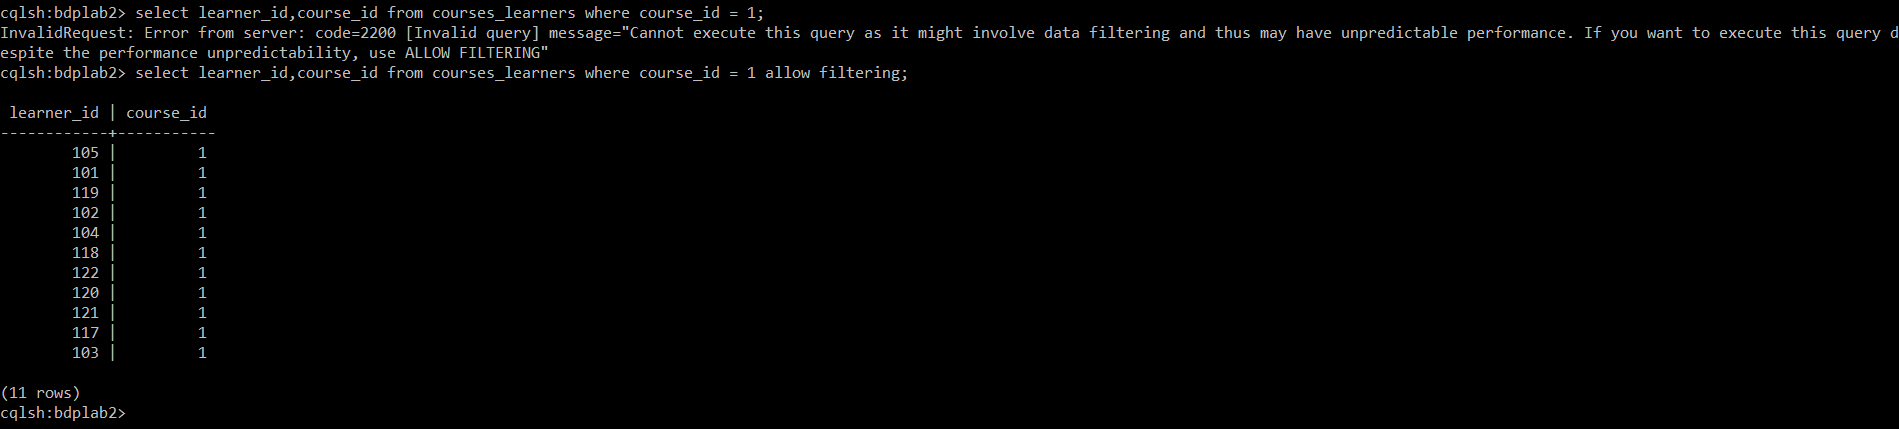 cqlsh:bdplab2> select learner_id,course_id from courses_learners where course_id = 1;
InvalidRequest: Error from server: code=2200 [Invalid query] message="Cannot execute this query as it might involve data filtering and thus may have unpredictable performance. If you want to execute this query d
espite the performance unpredictability, use ALLOW FILTERING"
cqlsh:bdplab2> select learner_id,course_id from courses_learners where course_id = 1 allow filtering;
 learner_id | course_id
------------+-----------
        105 |         1
        101 |         1
        119 |         1
        102 |         1
        104 |         1
        118 |         1
        122 |         1
        120 |         1
        121 |         1
        117 |         1
        103 |         1
(11 rows)
cqlsh:bdplab2>